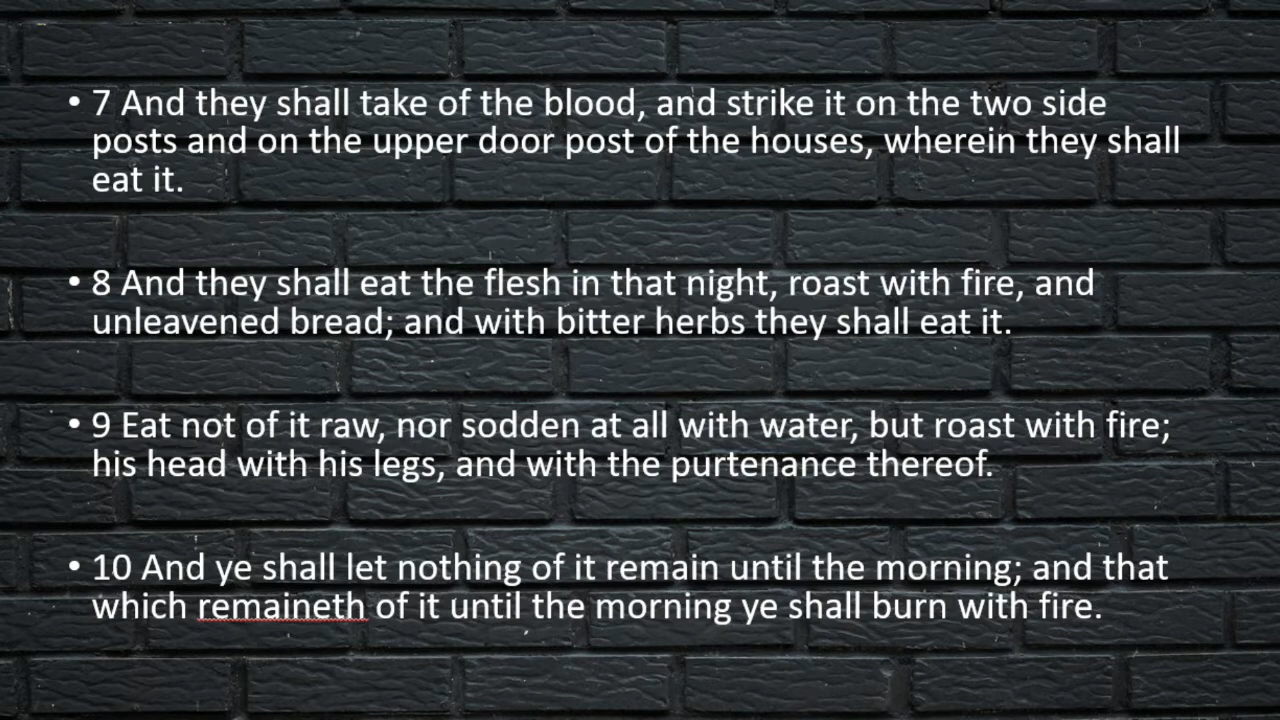 • 7 And they shall take of the blood, and strike it on the two side
posts and on the upper door post of the houses, wherein they shall
eat it.
• 8 And they shall eat the flesh in that night, roast with fire, and
unleavened bread; and with bitter herbs they shall eat it.
• 9 Eat not of it raw, nor sodden at all with water, but roast with fire;
his head with his legs, and with the purtenance thereof.
• 10 And ye shall let nothing of it remain until the morning; and that
which remaineth of it until the morning ye shall burn with fire.